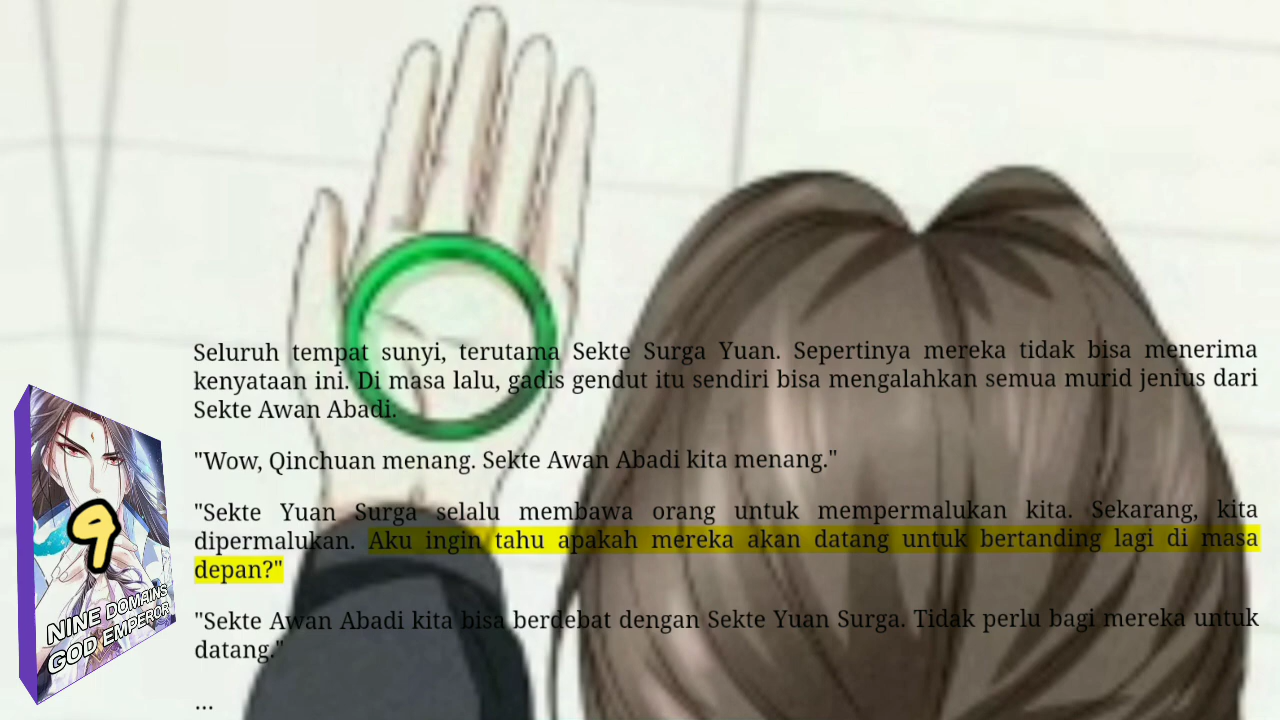 Seluruh tempat sunyi, terutama Sekte Surga Yuan. Sepertinya mereka tidak bisa menerima
kenyataan ini. Di masa lalu, gadis gendut itu sendiri bisa mengalahkan semua murid jenius dari
Sekte Awan Abadi.
"Wow, Qinchuan menang. Sekte Awan Abadi kita menang."
"Sekte Yuan Surga selalu membawa orang untuk mempermalukan kita. Sekarang, kita
dipermalukan. Aku ingin tahu apakah mereka akan datang untuk bertanding lagi di masa
depan?"
"Sekte Awan Abadi kita bisa berdebat dengan Sekte Yuan Surga. Tidak perlu bagi mereka untuk
datang."
...
9
NINE DOMAINS
GOD EMPEROR